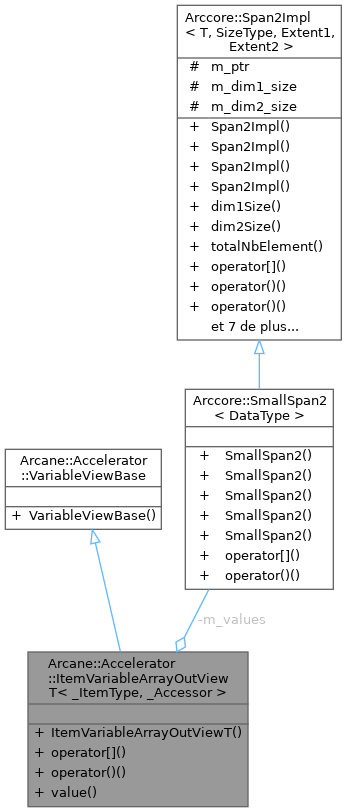 Arccore::Span2Impl
< T, SizeType, Extent1,
Extent2 >
# m_ptr
# m_dim1_size
# m_dim2_size
+ Span2Impl()
+ Span2Impl()
+ Span2Impl()
+ Span2Impl()
+ dim1Size()
+ dim2Size()
+ totalNbElement()
+ operator[]()
+ operator()()
+ operator()()
et 7 de plus...
Arccore::SmallSpan2
< DataType >
+ SmallSpan2()
+ SmallSpan2()
+ SmallSpan2()
+ SmallSpan2()
+ SmallSpan2()
+ operator[]()
+ operator()()
Arcane::Accelerator
::VariableViewBase
+ VariableViewBase()
-m_values
Arcane::Accelerator
::ItemVariableArrayOutView
T< _ItemType, _Accessor >
+ ItemVariableArrayOutViewT()
+ operator[]()
+ operator()()
+ value()